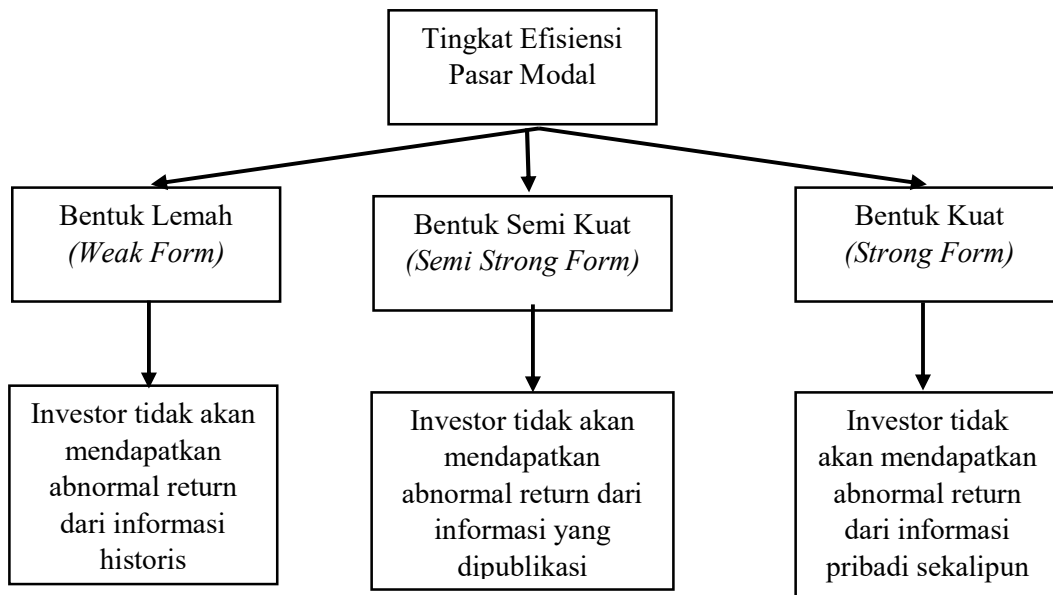 Tingkat Efisiensi
Pasar Modal
Bentuk Lemah
(Weak Form)
Bentuk Semi Kuat
(Semi Strong Form)
Bentuk Kuat
(Strong Form)
Investor tidak akan
mendapatkan
abnormal return
dari informasi
historis
Investor tidak akan
mendapatkan
abnormal return dari
informasi yang
dipublikasi
Investor tidak
akan mendapatkan
abnormal return
dari informasi
pribadi sekalipun